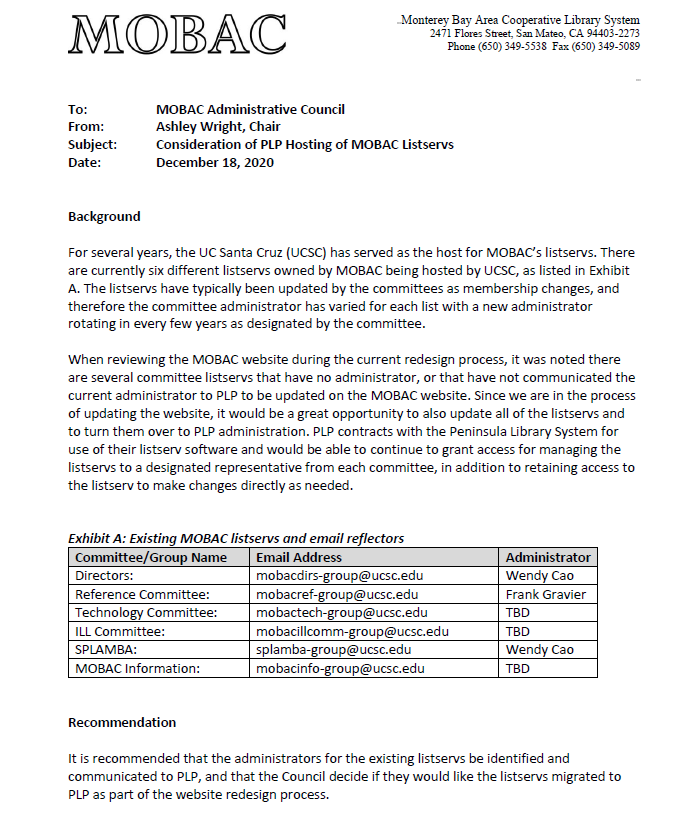 MOBAC
Monterey Bay Area Cooperative Library System
2471 Flores Street, San Mateo, CA 94403-2273
Phone (650) 349-5538 Fax (650) 349-5089
To: MOBAC Administrative Council
From: Ashley Wright, Chair
Subject: Consideration of PLP Hosting of MOBAC Listservs
Date: December 18, 2020
Background
For several years, the UC Santa Cruz (UCSC) has served as the host for MOBAC's listservs. There
are currently six different listservs owned by MOBAC being hosted by UCSC, as listed in Exhibit
A. The listservs have typically been updated by the committees as membership changes, and
therefore the committee administrator has varied for each list with a new administrator
rotating in every few years as designated by the committee.
When reviewing the MOBAC website during the current redesign process, it was noted there
are several committee listservs that have no administrator, or that have not communicated the
current administrator to PLP to be updated on the MOBAC website. Since we are in the process
of updating the website, it would be a great opportunity to also update all of the listservs and
to turn them over to PLP administration. PLP contracts with the Peninsula Library System for
use of their listserv software and would be able to continue to grant access for managing the
listservs to a designated representative from each committee, in addition to retaining access to
the listserv to make changes directly as needed.
Exhibit A: Existing MOBAC listservs and email reflectors
Committee/Group Name Email Address Administrator
Directors: mobacdirs-group@ucsc.edu Wendy Cao
Reference Committee: mobacref-group@ucsc.edu Frank Gravier
Technology Committee: mobactech-group@ucsc.edu TBD
ILL Committee: mobacillcomm-group@ucsc.edu TBD
SPLAMBA: splamba-group@ucsc.edu Wendy Cao
MOBAC Information: mobacinfo-group@ucsc.edu TBD
Recommendation
It is recommended that the administrators for the existing listservs be identified and
communicated to PLP, and that the Council decide if they would like the listservs migrated to
PLP as part of the website redesign process.